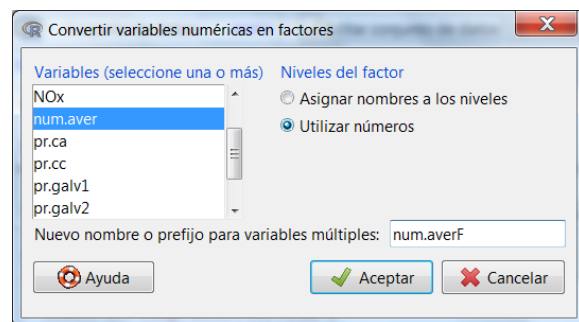 Convertir variables numéricas en factores
X
Variables (seleccione una o más)
NOx
num.aver
pr.ca
pr.cc
pr.galv1
pr.galv2
Niveles del factor
Asignar nombres a los niveles
Utilizar números
Nuevo nombre o prefijo para variables múltiples: num.averF
Ayuda
Aceptar
Cancelar